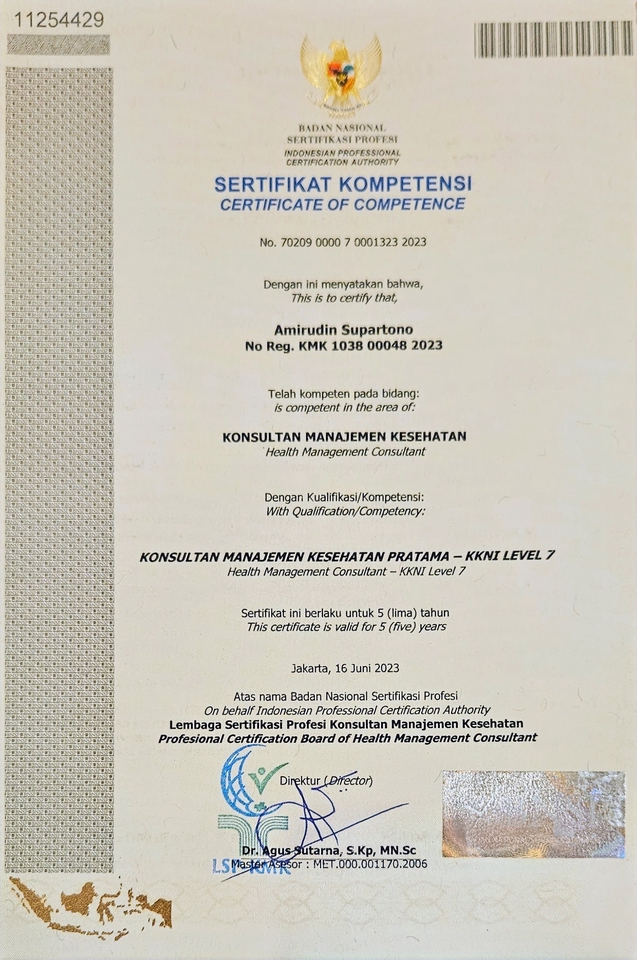 11254429
BADAN NASIONAL
SERTIFIKASI PROFESI
INDONESIAN PROFESSIONAL
CERTIFICATION AUTHORITY
SERTIFIKAT KOMPETENSI
CERTIFICATE OF COMPETENCE
No. 70209 0000 7 0001323 2023
Dengan ini menyatakan bahwa,
This is to certify that,
Amirudin Supartono
No Reg. KMK 1038 00048 2023
Telah kompeten pada bidang:
is competent in the area of:
KONSULTAN MANAJEMEN KESEHATAN
Health Management Consultant
Dengan Kualifikasi/Kompetensi:
With Qualification/Competency:
KONSULTAN MANAJEMEN KESEHATAN PRATAMA – KKNI LEVEL 7
Health Management Consultant – KKNI Level 7
Sertifikat ini berlaku untuk 5 (lima) tahun
This certificate is valid for 5 (five) years
Jakarta, 16 Juni 2023
Atas nama Badan Nasional Sertifikasi Profesi
On behalf Indonesian Professional Certification Authority
Lembaga Sertifikasi Profesi Konsultan Manajemen Kesehatan
Profesional Certification Board of Health Management Consultant
Direktur (Director)
Dr. Agus Sutarna, S.Kp, MN.Sc
Master Asesor : MET.000.001170.2006
LSP KMK